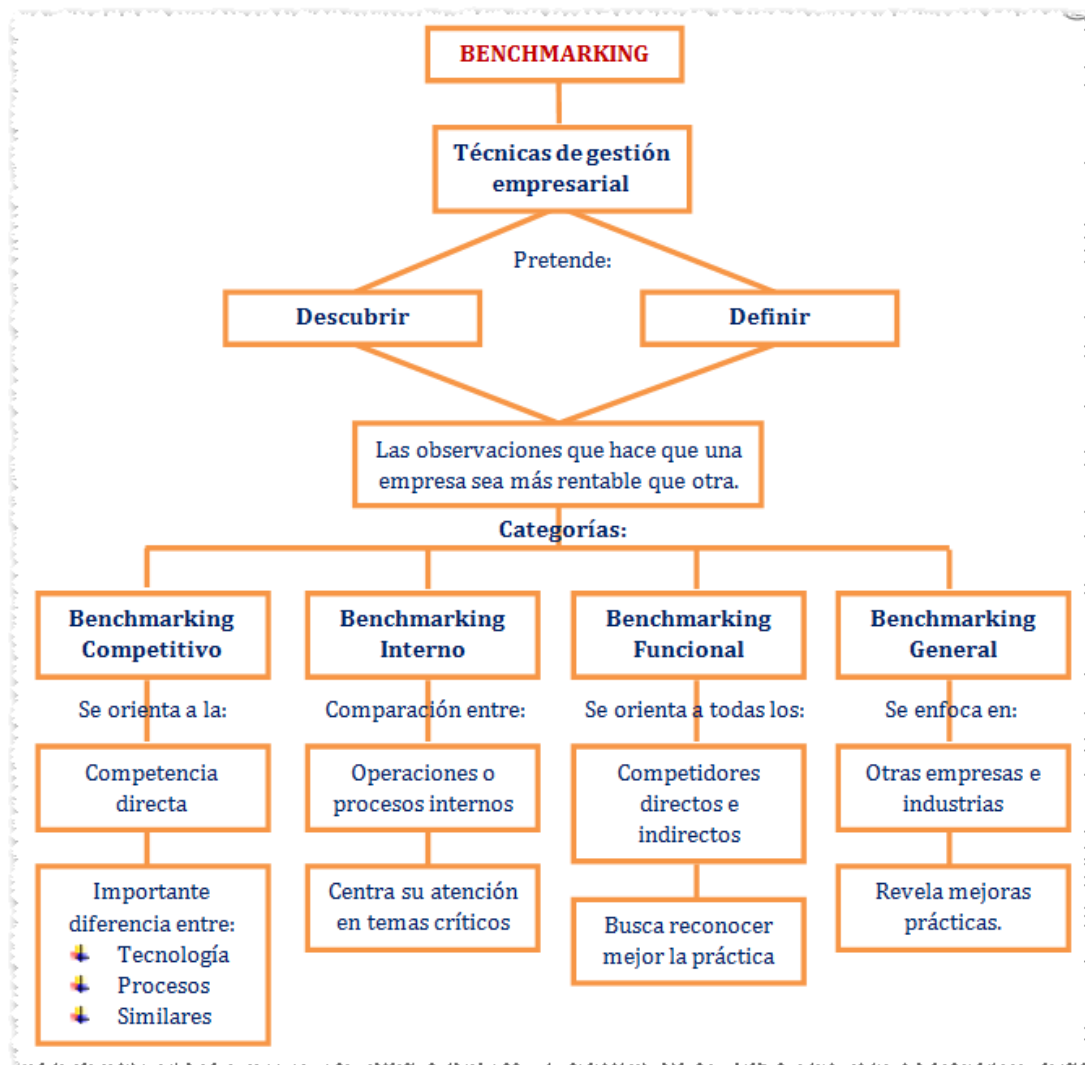 BENCHMARKING
Técnicas de gestión
empresarial
Pretende:
Descubrir
Definir
Las observaciones que hace que una
empresa sea más rentable que otra.
Categorías:
Benchmarking
Competitivo
Se orienta a la:
Competencia
directa
Importante
diferencia entre:
Tecnología
Procesos
Similares
Benchmarking
Interno
Comparación entre:
Operaciones o
procesos internos
Centra su atención
en temas críticos
Benchmarking
Funcional
Se orienta a todas los:
Competidores
directos e
indirectos
Busca reconocer
mejor la práctica
Benchmarking
General
Se enfoca en:
Otras empresas e
industrias
Revela mejoras
prácticas.